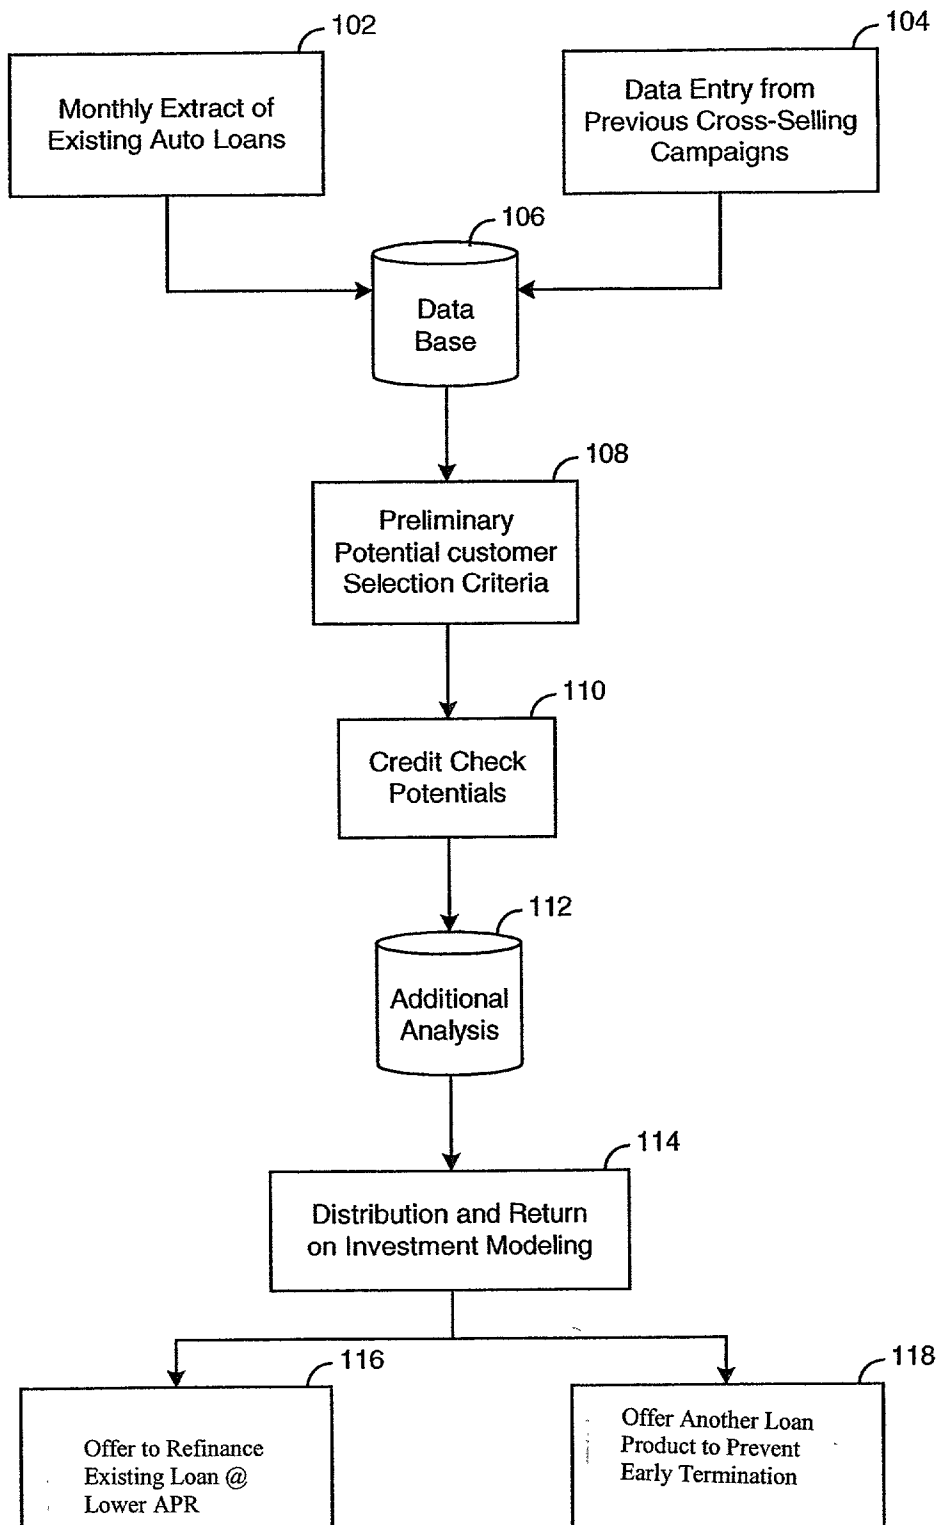 102
104
Monthly Extract of
Existing Auto Loans
Data Entry from
Previous Cross-Selling
Campaigns
106
Data
Base
108
Preliminary
Potential customer
Selection Criteria
110
Credit Check
Potentials
112
Additional
Analysis
114
Distribution and Return
on Investment Modeling
116
118
Offer to Refinance
Existing Loan @
Lower APR
Offer Another Loan
Product to Prevent
Early Termination